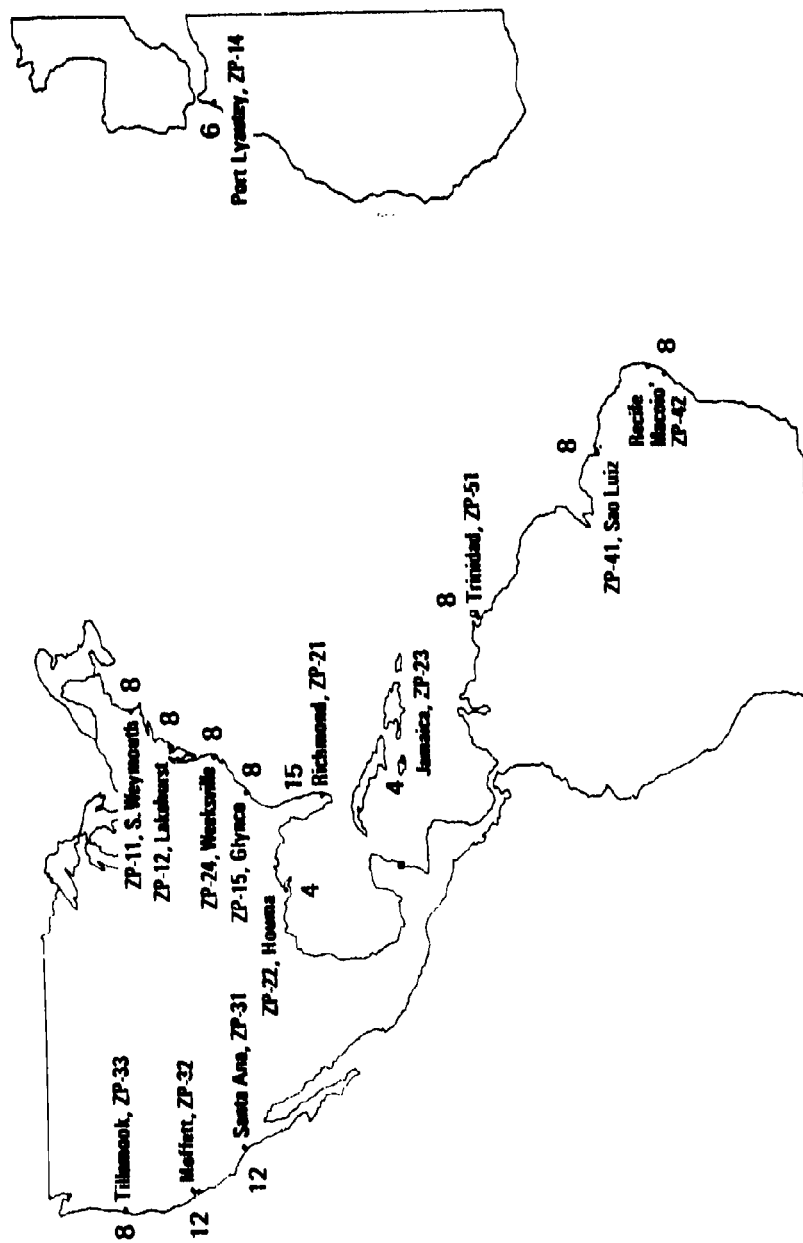 8
Tillamook, ZP-33
Moffett, ZP-32
12
Santa Ana, ZP-31
12
ZP-11, S. Weymouth
8
ZP-12, Lakehurst
8
ZP-24, Weeksville
8
ZP-15, Glynco
8
ZP-22, Houma
4
15
Richmond, ZP-21
4
Jamaica, ZP-23
8
Trinidad, ZP-51
8
ZP-41, Sao Luiz
Recife
Macoio'
ZP-42
8
6
Port Lyautey, ZP-14